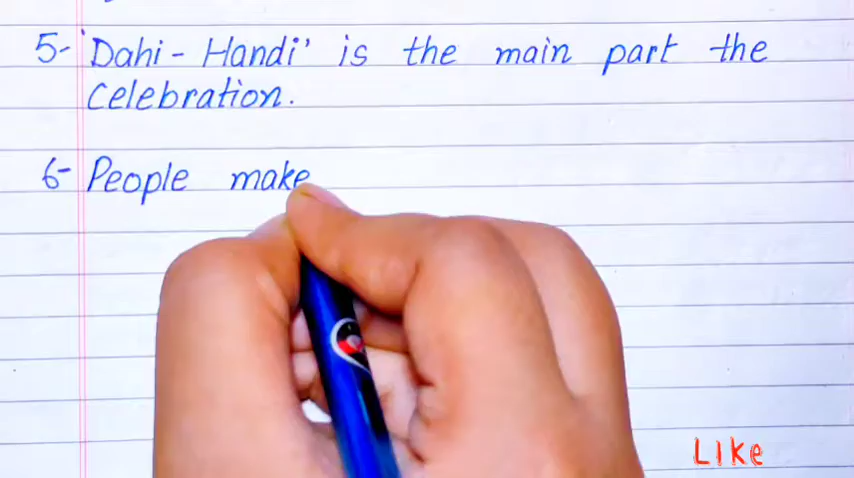 5- 'Dahi - Handi' is the main part the
Celebration.
6- People make
Like